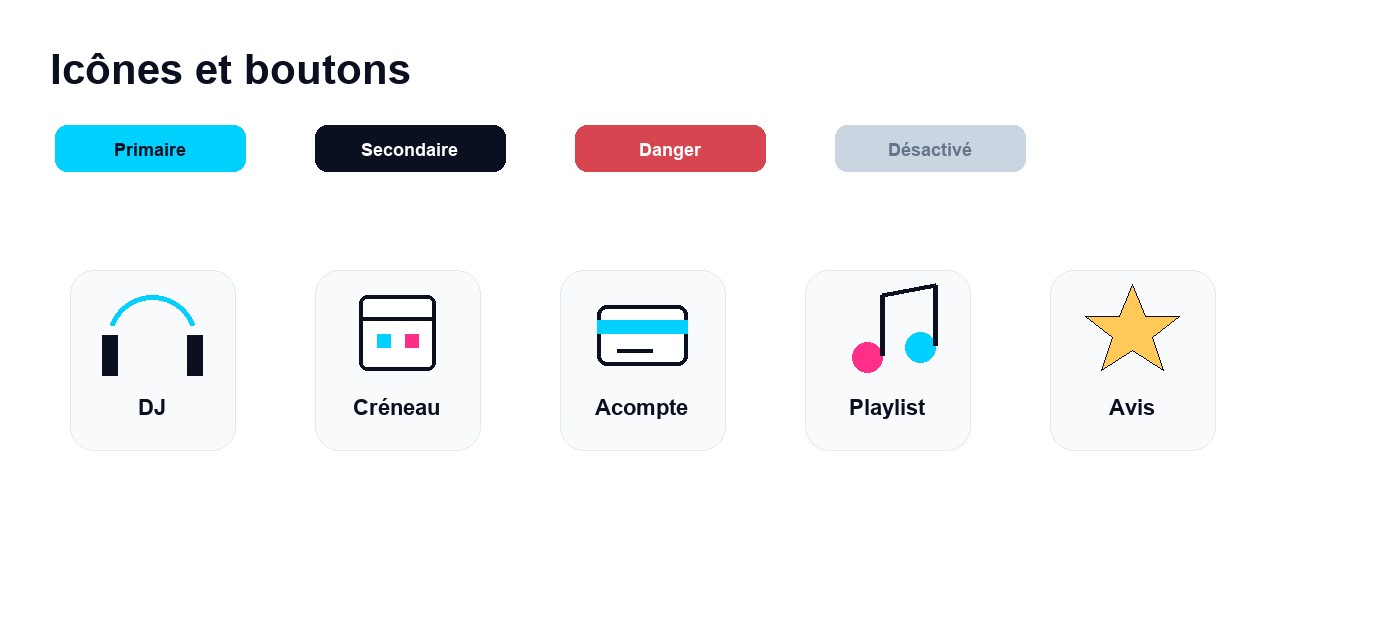 Icônes et boutons
Primaire
Secondaire
Danger
Désactivé
DJ
Créneau
Acompte
Playlist
Avis